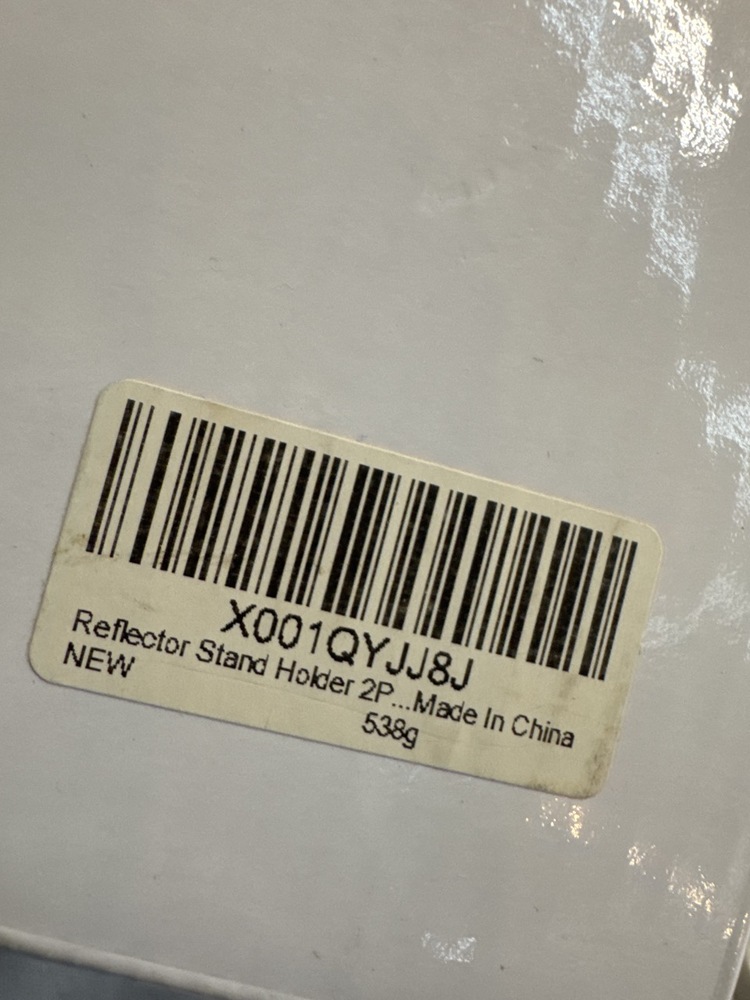 X001QYJJ8J
Reflector Stand Holder 2P...Made In China
NEW
538g